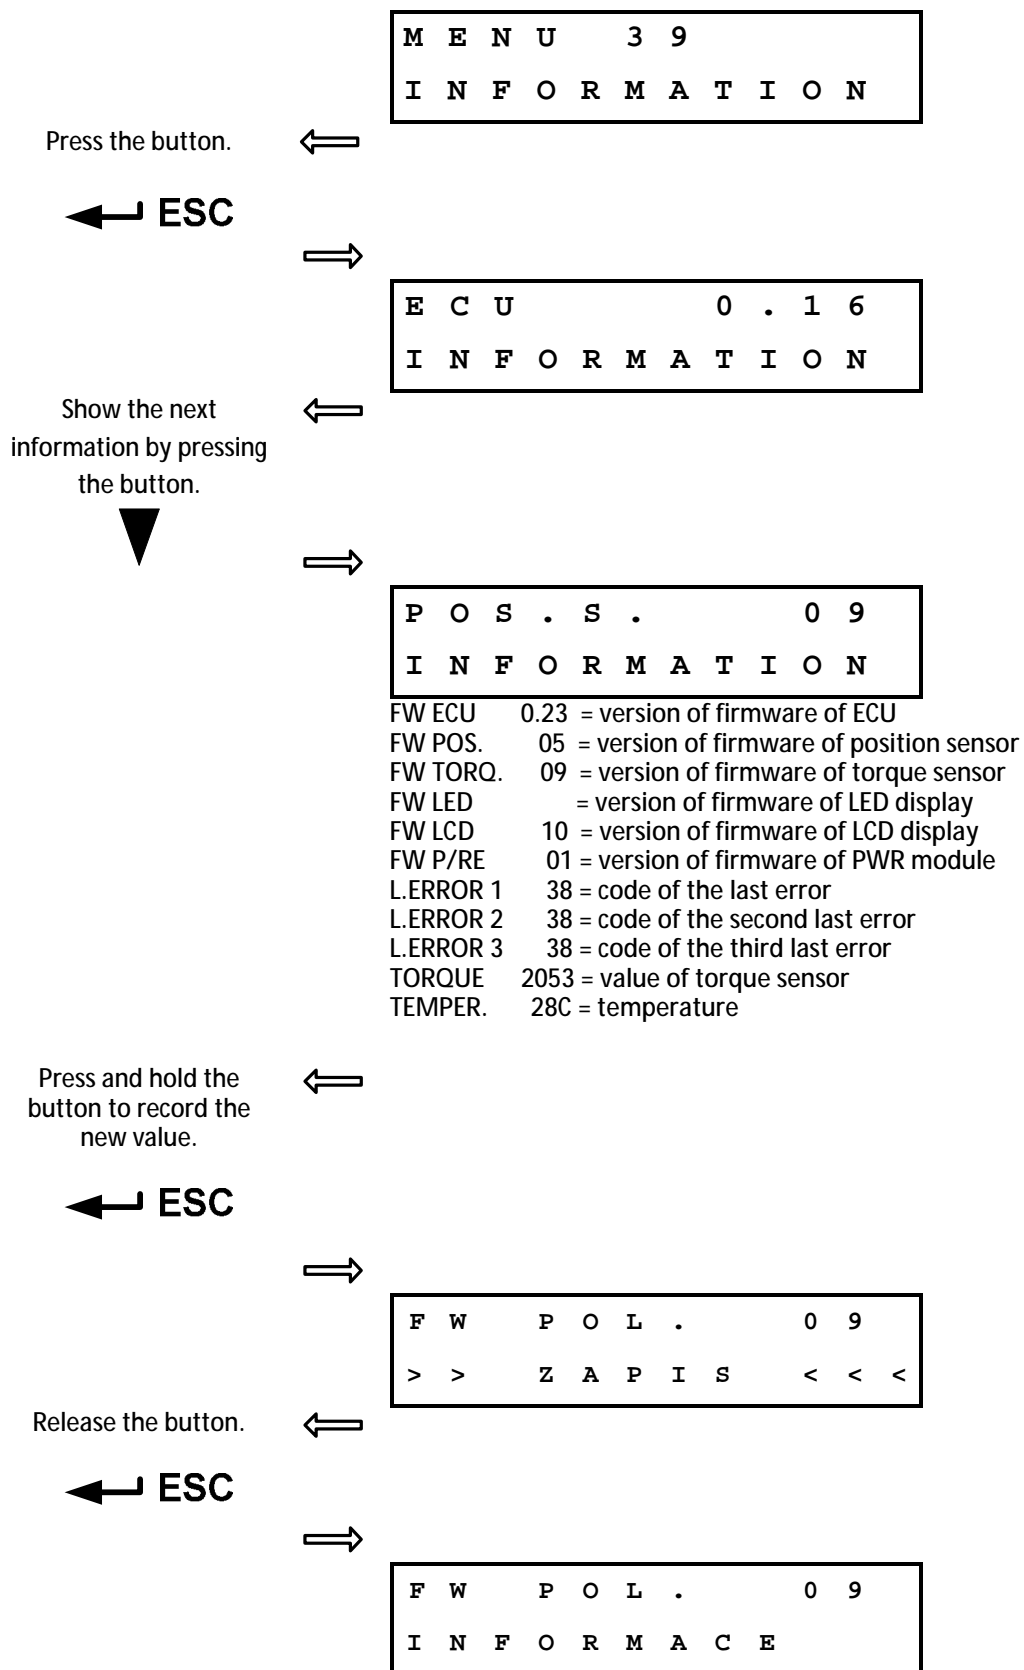 MENU 39
INFORMATION
Press the button.
ESC
ECU 0.16
INFORMATION
Show the next
information by pressing
the button.
POS.S. 09
INFORMATION
FW ECU 0.23 = version of firmware of ECU
FW POS. 05 = version of firmware of position sensor
FW TORQ. 09 = version of firmware of torque sensor
FW LED = version of firmware of LED display
FW LCD 10 = version of firmware of LCD display
FW P/RE 01 = version of firmware of PWR module
L.ERROR 1 38 = code of the last error
L.ERROR 2 38 = code of the second last error
L.ERROR 3 38 = code of the third last error
TORQUE 2053 = value of torque sensor
TEMPER. 28C = temperature
Press and hold the
button to record the
new value.
ESC
FW POL. 09
>> ZAPIS <<<
Release the button.
ESC
FW POL. 09
INFORMACE